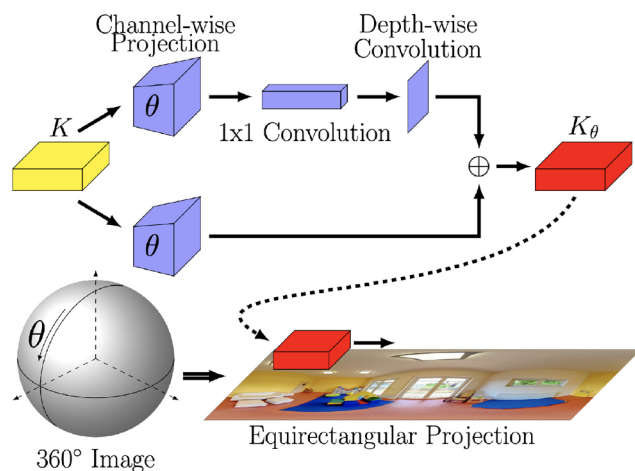 Channel-wise
Projection
Depth-wise
Convolution
K
θ
1x1 Convolution
K_θ
⊕
θ
θ
360° Image
Equirectangular Projection